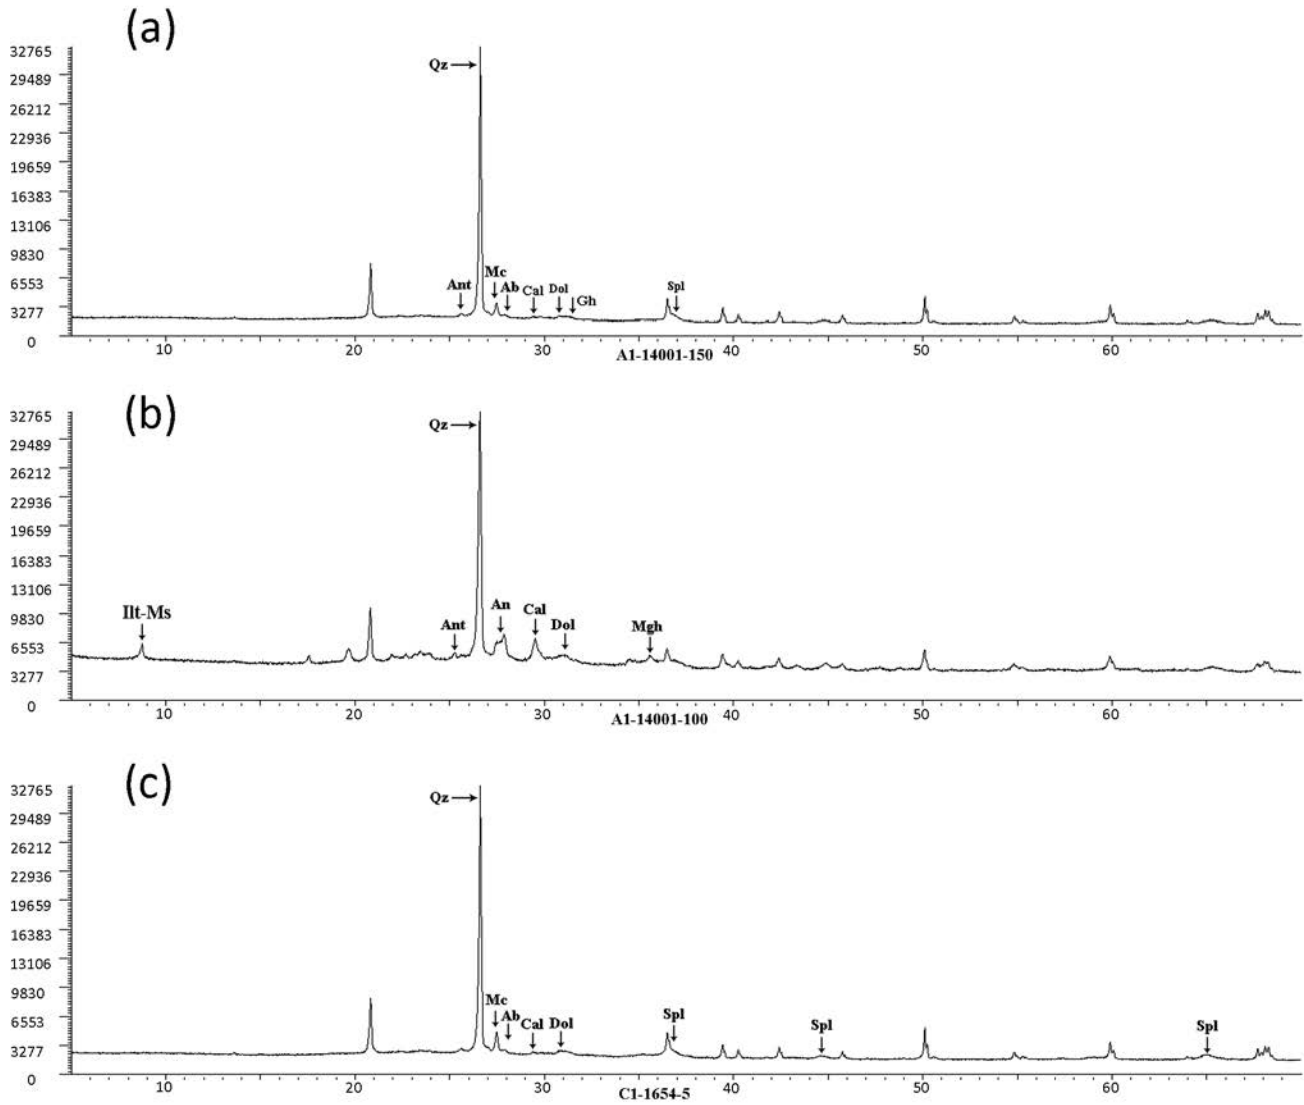 (a)
32765
29489
26212
22936
19659
16383
13106
9830
6553
3277
0
Qz
Ant
Mc
Ab
Cal
Dol
Gh
Spl
10
20
30
40
50
60
A1-14001-150
(b)
32765
29489
26212
22936
19659
16383
13106
9830
6553
3277
0
Qz
Ilt-Ms
Ant
An
Cal
Dol
Mgh
10
20
30
40
50
60
A1-14001-100
(c)
32765
29489
26212
22936
19659
16383
13106
9830
6553
3277
0
Qz
Mc
Ab
Cal
Dol
Spl
Spl
Spl
10
20
30
40
50
60
C1-1654-5